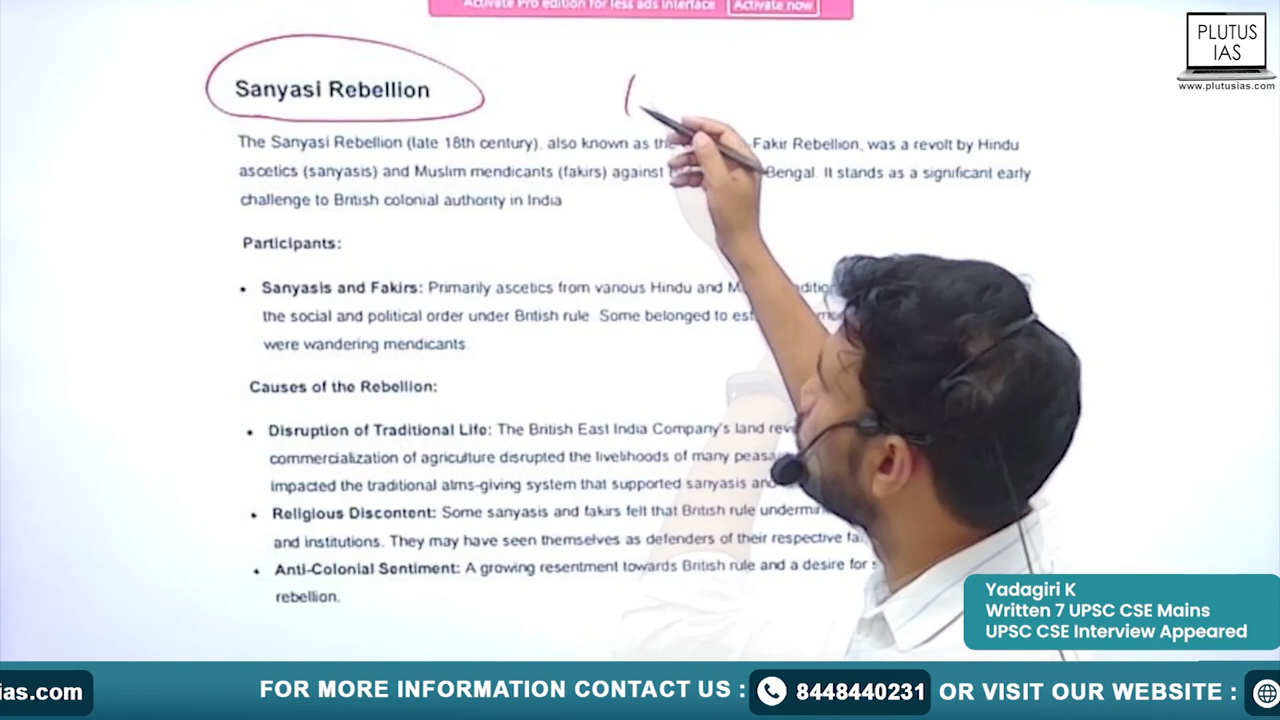 Activate Pro edition for less ads interface Activate now
PLUTUS
IAS
www.plutusias.com
Sanyasi Rebellion
The Sanyasi Rebellion (late 18th century), also known as the Fakir Rebellion, was a revolt by Hindu
ascetics (sanyasis) and Muslim mendicants (fakirs) against Bengal. It stands as a significant early
challenge to British colonial authority in India
Participants:
• Sanyasis and Fakirs: Primarily ascetics from various Hindu and
the social and political order under British rule. Some belonged to
were wandering mendicants
Causes of the Rebellion:
• Disruption of Traditional Life: The British East India Company's land
commercialization of agriculture disrupted the livelihoods of many
impacted the traditional alms-giving system that supported sanyasis and
• Religious Discontent: Some sanyasis and fakirs felt that British rule
and institutions. They may have seen themselves as defenders of their respective
• Anti-Colonial Sentiment: A growing resentment towards British rule and a desire for
rebellion.
Yadagiri K
Written 7 UPSC CSE Mains
UPSC CSE Interview Appeared
ias.com FOR MORE INFORMATION CONTACT US : 8448440231 OR VISIT OUR WEBSITE :